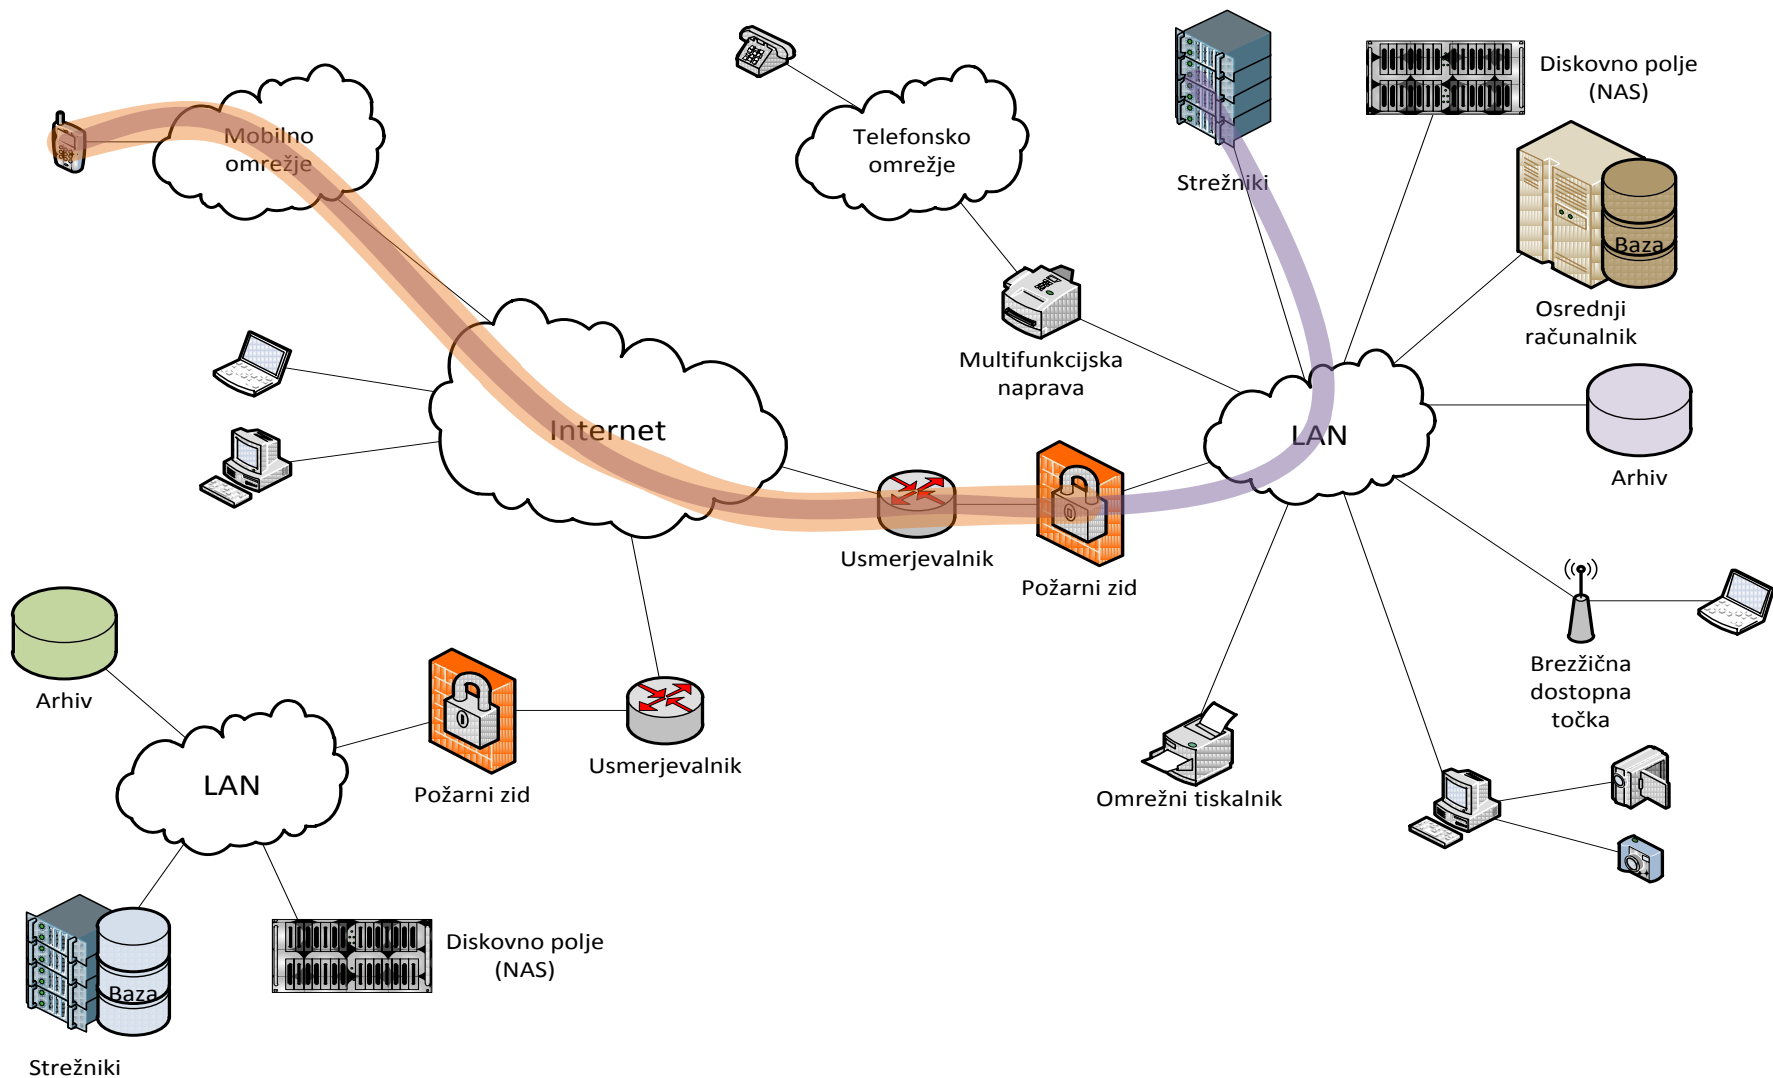 Diskovno polje
(NAS)
Mobilno
omrežje
Telefonsko
omrežje
Strežniki
Baza
Osrednji
računalnik
Multifunkcijska
naprava
Internet
LAN
Arhiv
Usmerjevalnik
Požarni zid
Brezžična
dostopna
točka
Arhiv
LAN
Požarni zid
Usmerjevalnik
Omrežni tiskalnik
Diskovno polje
(NAS)
Baza
Strežniki